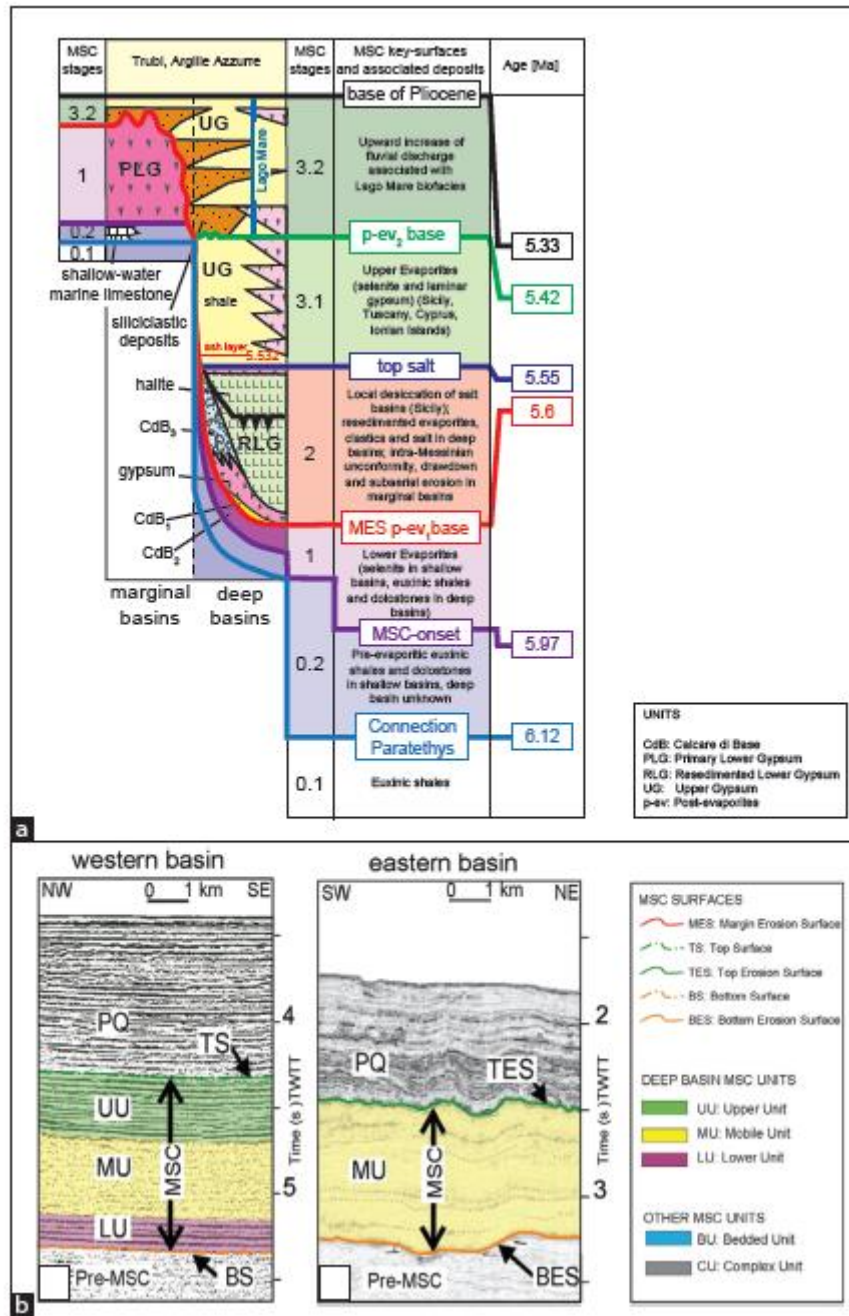 MSC stages
Trubi, Argille Azzurre
MSC stages
MSC key-surfaces
and associated deposits
Age [Ma]
base of Pliocene
3.2
UG
Lago Mare
PLG
1
0.2
0.1
shallow-water
marine limestone
siliciclastic
deposits
UG
shale
ash layer 5.532
halite
CdB3
RLG
gypsum
CdB1
CdB2
marginal
basins
deep
basins
3.2
Upward increase of
fluvial discharge
associated with
Lago Mare biofacies
p-ev2 base
5.33
5.42
3.1
Upper Evaporites
(selenite and laminar
gypsum) (Sicily,
Tuscany, Cyprus,
Ionian Islands)
top salt
5.55
5.6
2
Local desiccation of salt
basins (Sicily);
resedimented evaporites,
clastics and salt in deep
basins; intra-Messinian
unconformity, drawdown
and subaerial erosion in
marginal basins
MES p-ev1base
1
Lower Evaporites
(selenite in shallow
basins, euxinic shales
and dolostones in deep
basins)
MSC-onset
5.97
0.2
Pre-evaporitic euxinic
shales and dolostones
in shallow basins, deep
basin unknown
Connection
Paratethys
6.12
0.1
Euxinic shales
UNITS
CdB: Calcare di Base
PLG: Primary Lower Gypsum
RLG: Resedimented Lower Gypsum
UG: Upper Gypsum
p-ev: Post-evaporites
a
western basin
NW 0 1 km SE
PQ
TS
UU
MU
MSC
LU
BS
Pre-MSC
4
5
Time (s )TWTT
eastern basin
SW 0 1 km NE
PQ
TES
MU
MSC
BES
Pre-MSC
2
3
Time (s )TWTT
MSC SURFACES
MES: Margin Erosion Surface
TS: Top Surface
TES: Top Erosion Surface
BS: Bottom Surface
BES: Bottom Erosion Surface
DEEP BASIN MSC UNITS
UU: Upper Unit
MU: Mobile Unit
LU: Lower Unit
OTHER MSC UNITS
BU: Bedded Unit
CU: Complex Unit
b